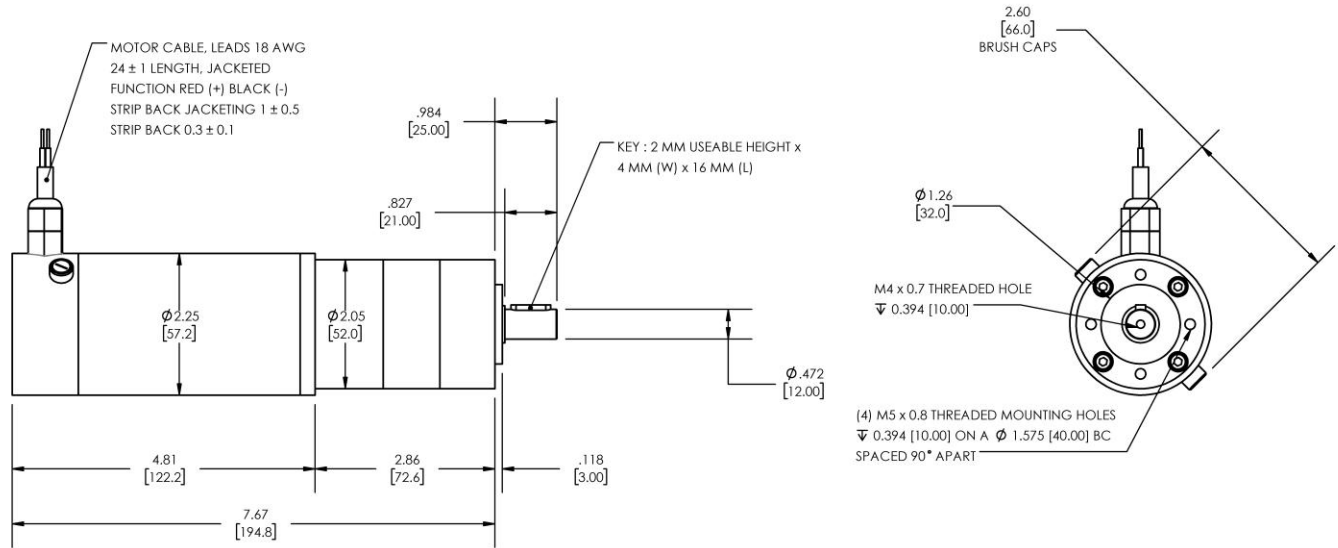 MOTOR CABLE, LEADS 18 AWG
24 ± 1 LENGTH, JACKETED
FUNCTION RED (+) BLACK (-)
STRIP BACK JACKETING 1 ± 0.5
STRIP BACK 0.3 ± 0.1
.984
[25.00]
KEY : 2 MM USEABLE HEIGHT x
4 MM (W) x 16 MM (L)
.827
[21.00]
Ø2.25
[57.2]
Ø2.05
[52.0]
Ø.472
[12.00]
4.81
[122.2]
2.86
[72.6]
.118
[3.00]
7.67
[194.8]
2.60
[66.0]
BRUSH CAPS
Ø1.26
[32.0]
M4 x 0.7 THREADED HOLE
↧ 0.394 [10.00]
(4) M5 x 0.8 THREADED MOUNTING HOLES
↧ 0.394 [10.00] ON A Ø 1.575 [40.00] BC
SPACED 90° APART